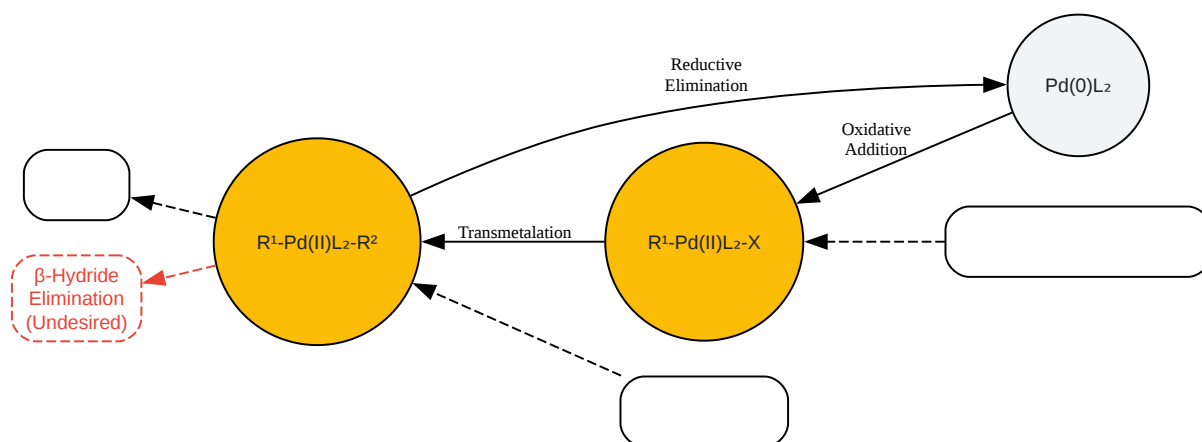 Reductive
Elimination
Pd(0)L₂
Oxidative
Addition
R¹-Pd(II)L₂-R²
Transmetalation
R¹-Pd(II)L₂-X
β-Hydride
Elimination
(Undesired)